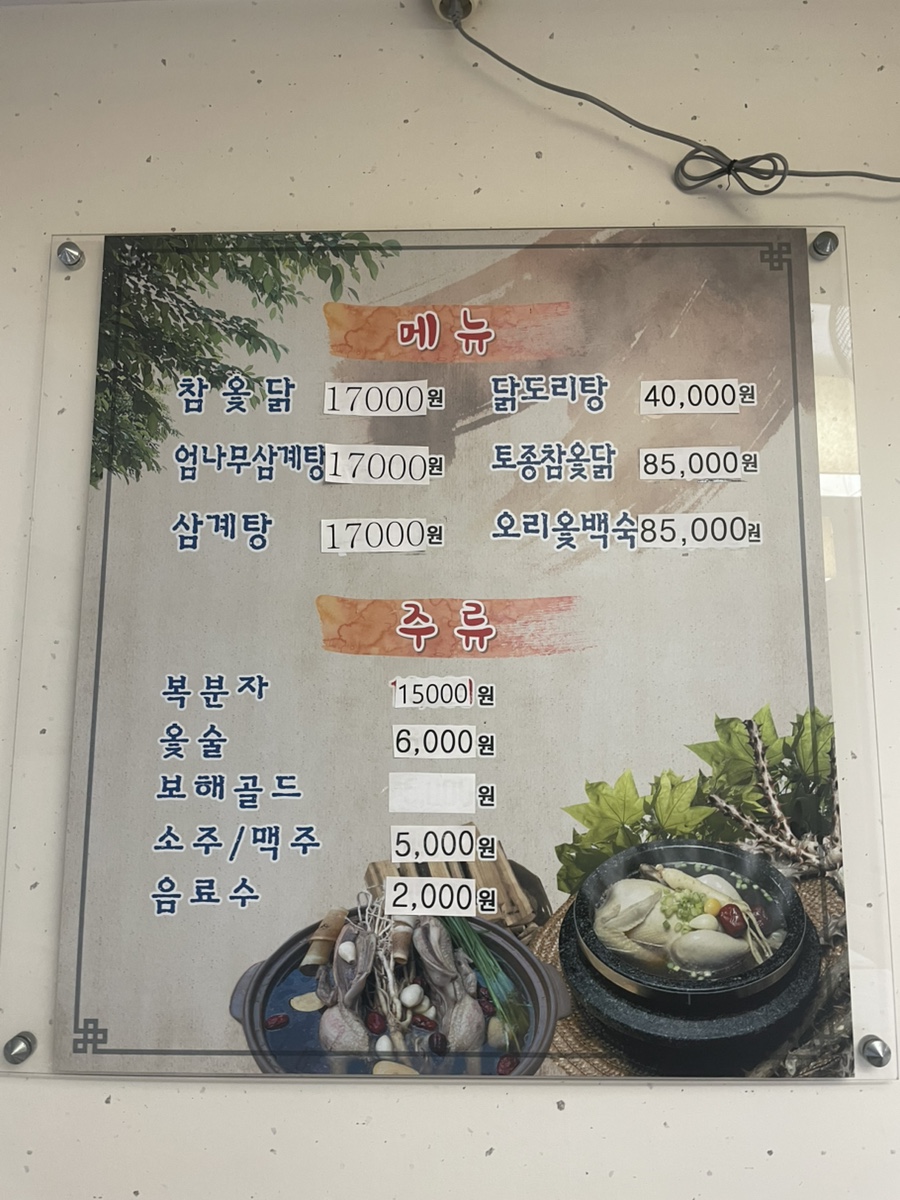 메뉴
참옻닭 17000원 닭도리탕 40,000원
엄나무삼계탕 17000원 토종참옻닭 85,000원
삼계탕 17000원 오리옻백숙 85,000원
주류
복분자 15000원
옻술 6,000원
보해골드 원
소주/맥주 5,000원
음료수 2,000원